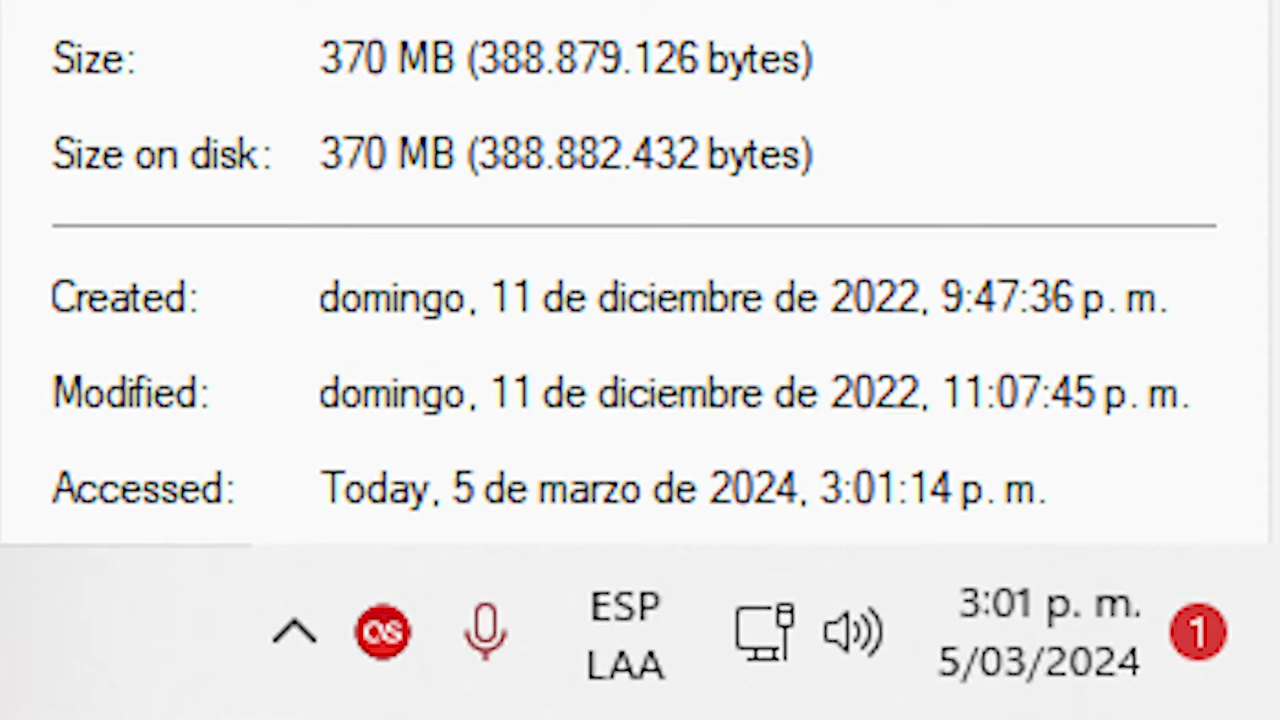 Size: 370 MB (388.879.126 bytes)
Size on disk: 370 MB (388.882.432 bytes)
Created: domingo, 11 de diciembre de 2022, 9:47:36 p. m.
Modified: domingo, 11 de diciembre de 2022, 11:07:45 p. m.
Accessed: Today, 5 de marzo de 2024, 3:01:14 p. m.
ESP
LAA
3:01 p. m.
5/03/2024
1